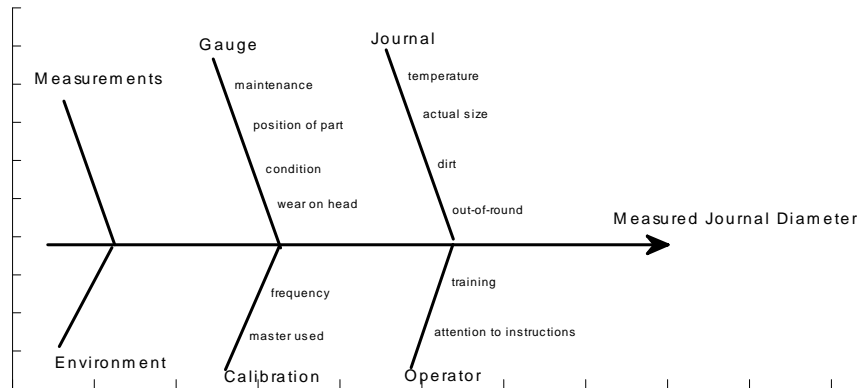 Gauge
Journal
Measurements
maintenance
temperature
position of part
actual size
condition
dirt
wear on head
out-of-round
Measured Journal Diameter
frequency
training
master used
attention to instructions
Environment
Calibration
Operator